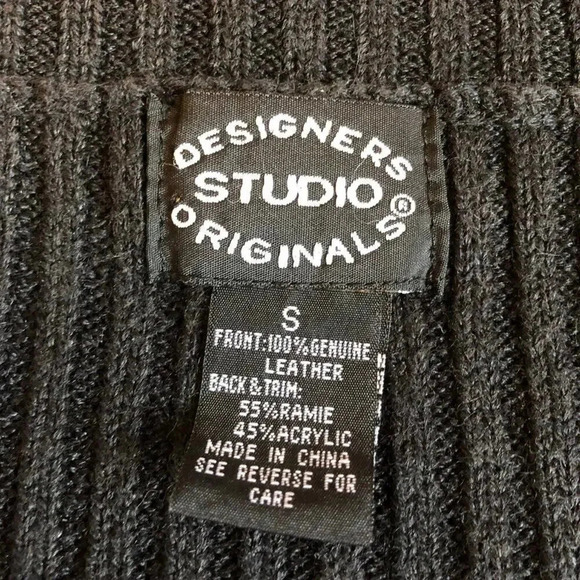 DESIGNERS
STUDIO
ORIGINALS®
S
FRONT:100%GENUINE
LEATHER
BACK&TRIM:
55%RAMIE
45%ACRYLIC
MADE IN CHINA
SEE REVERSE FOR
CARE